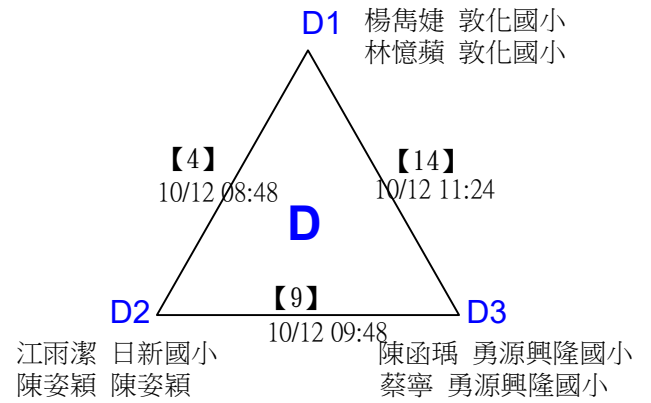 D1 楊雋婕 敦化國小
林憶蘋 敦化國小
【4】
10/12 08:48
【14】
10/12 11:24
D
【9】
10/12 09:48
D2
D3
江雨潔 日新國小
陳姿穎 陳姿穎
陳函瑀 勇源興隆國小
蔡寧 勇源興隆國小